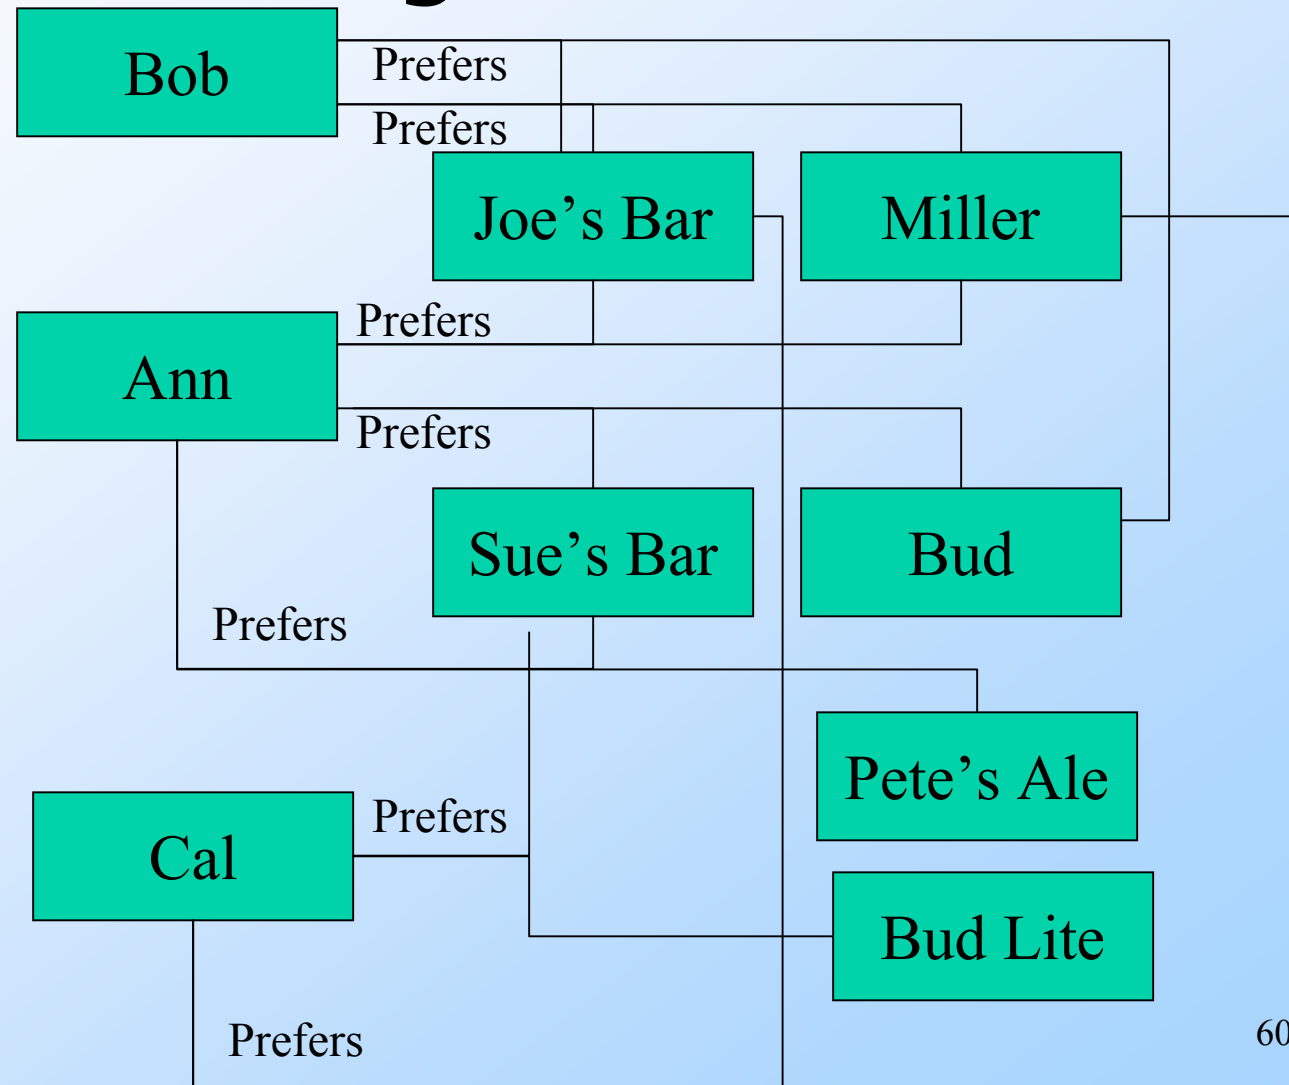 Bob
Prefers
Prefers
Joe’s Bar
Miller
Prefers
Ann
Prefers
Sue’s Bar
Bud
Prefers
Pete’s Ale
Prefers
Cal
Bud Lite
Prefers
60